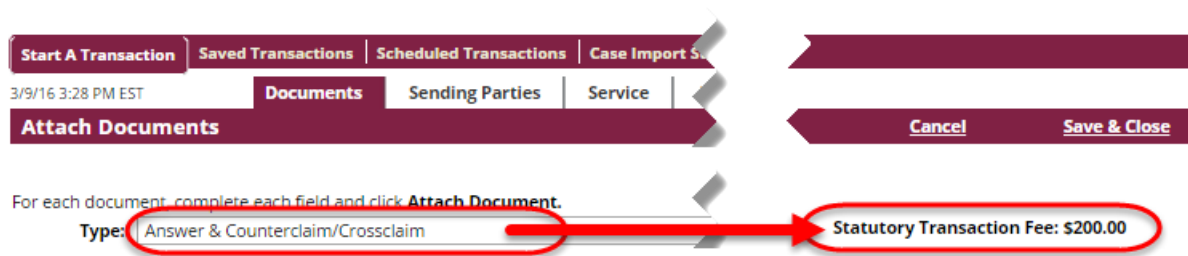 Start A Transaction Saved Transactions Scheduled Transactions Case Import
3/9/16 3:28 PM EST Documents Sending Parties Service
Attach Documents Cancel Save & Close
For each document, complete each field and click Attach Document.
Type: Answer & Counterclaim/Crossclaim Statutory Transaction Fee: $200.00